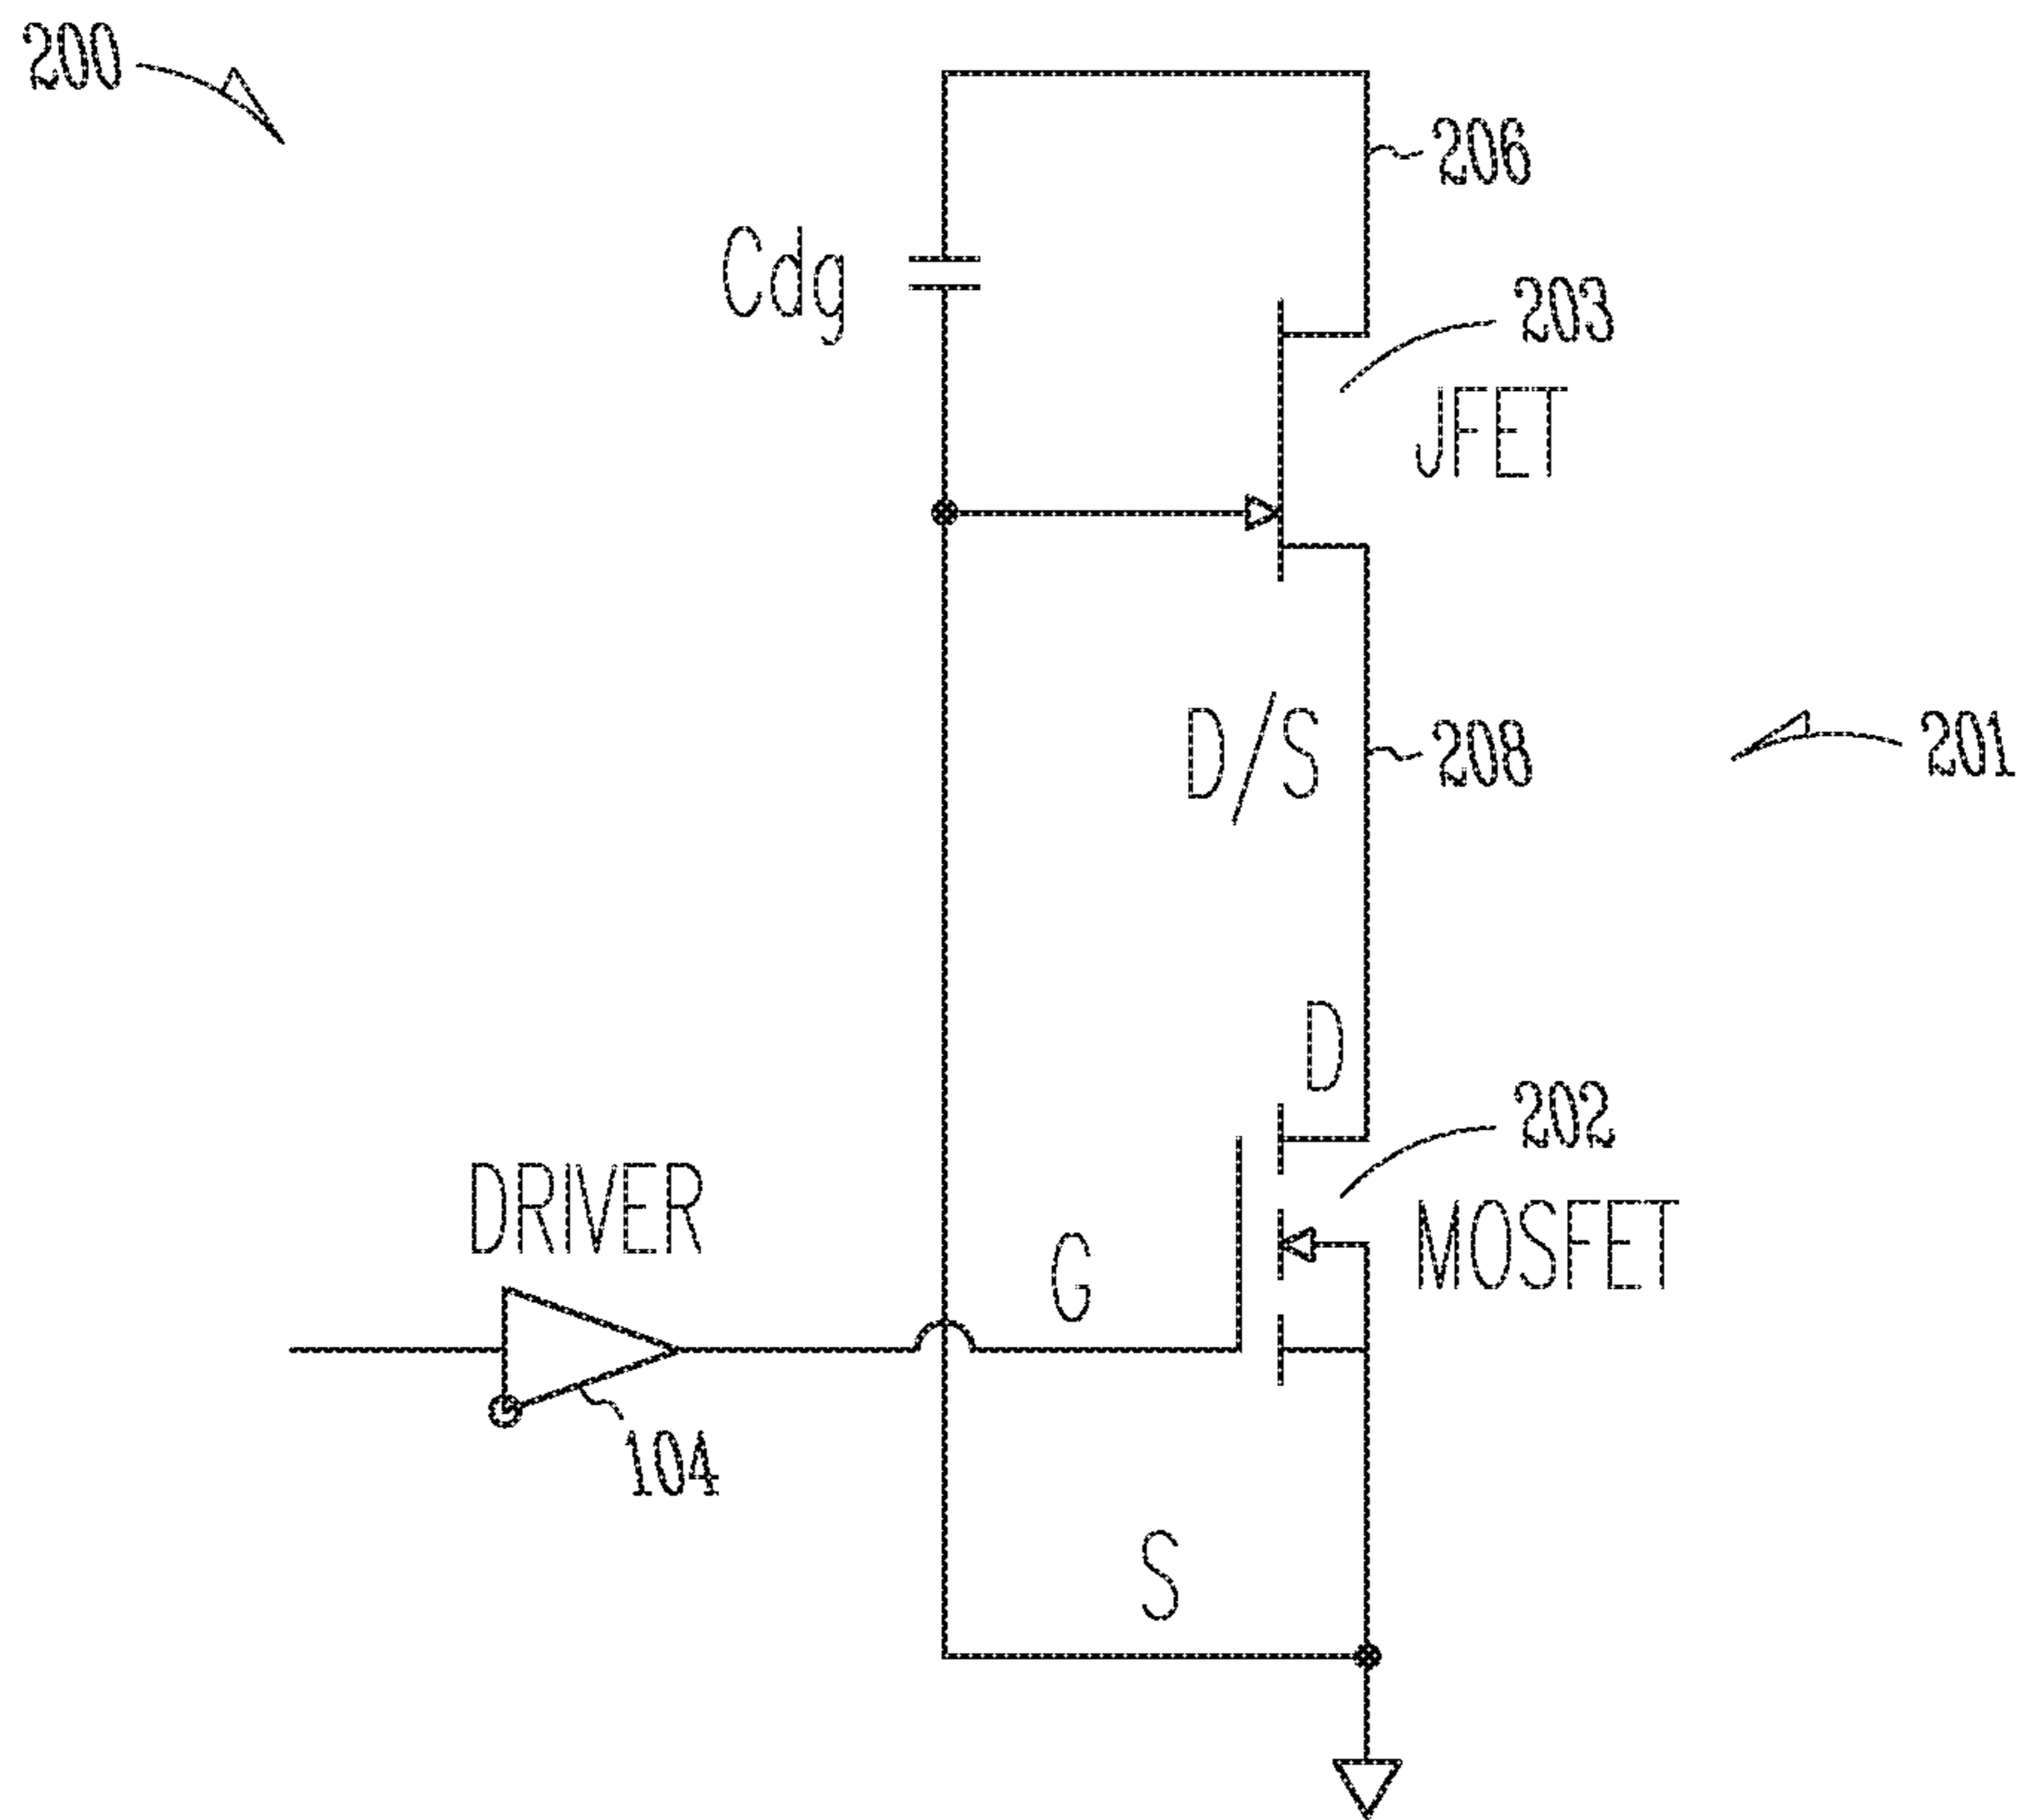 200
206
Cdg
203
JFET
D/S
208
201
D
202
DRIVER
MOSFET
G
104
S